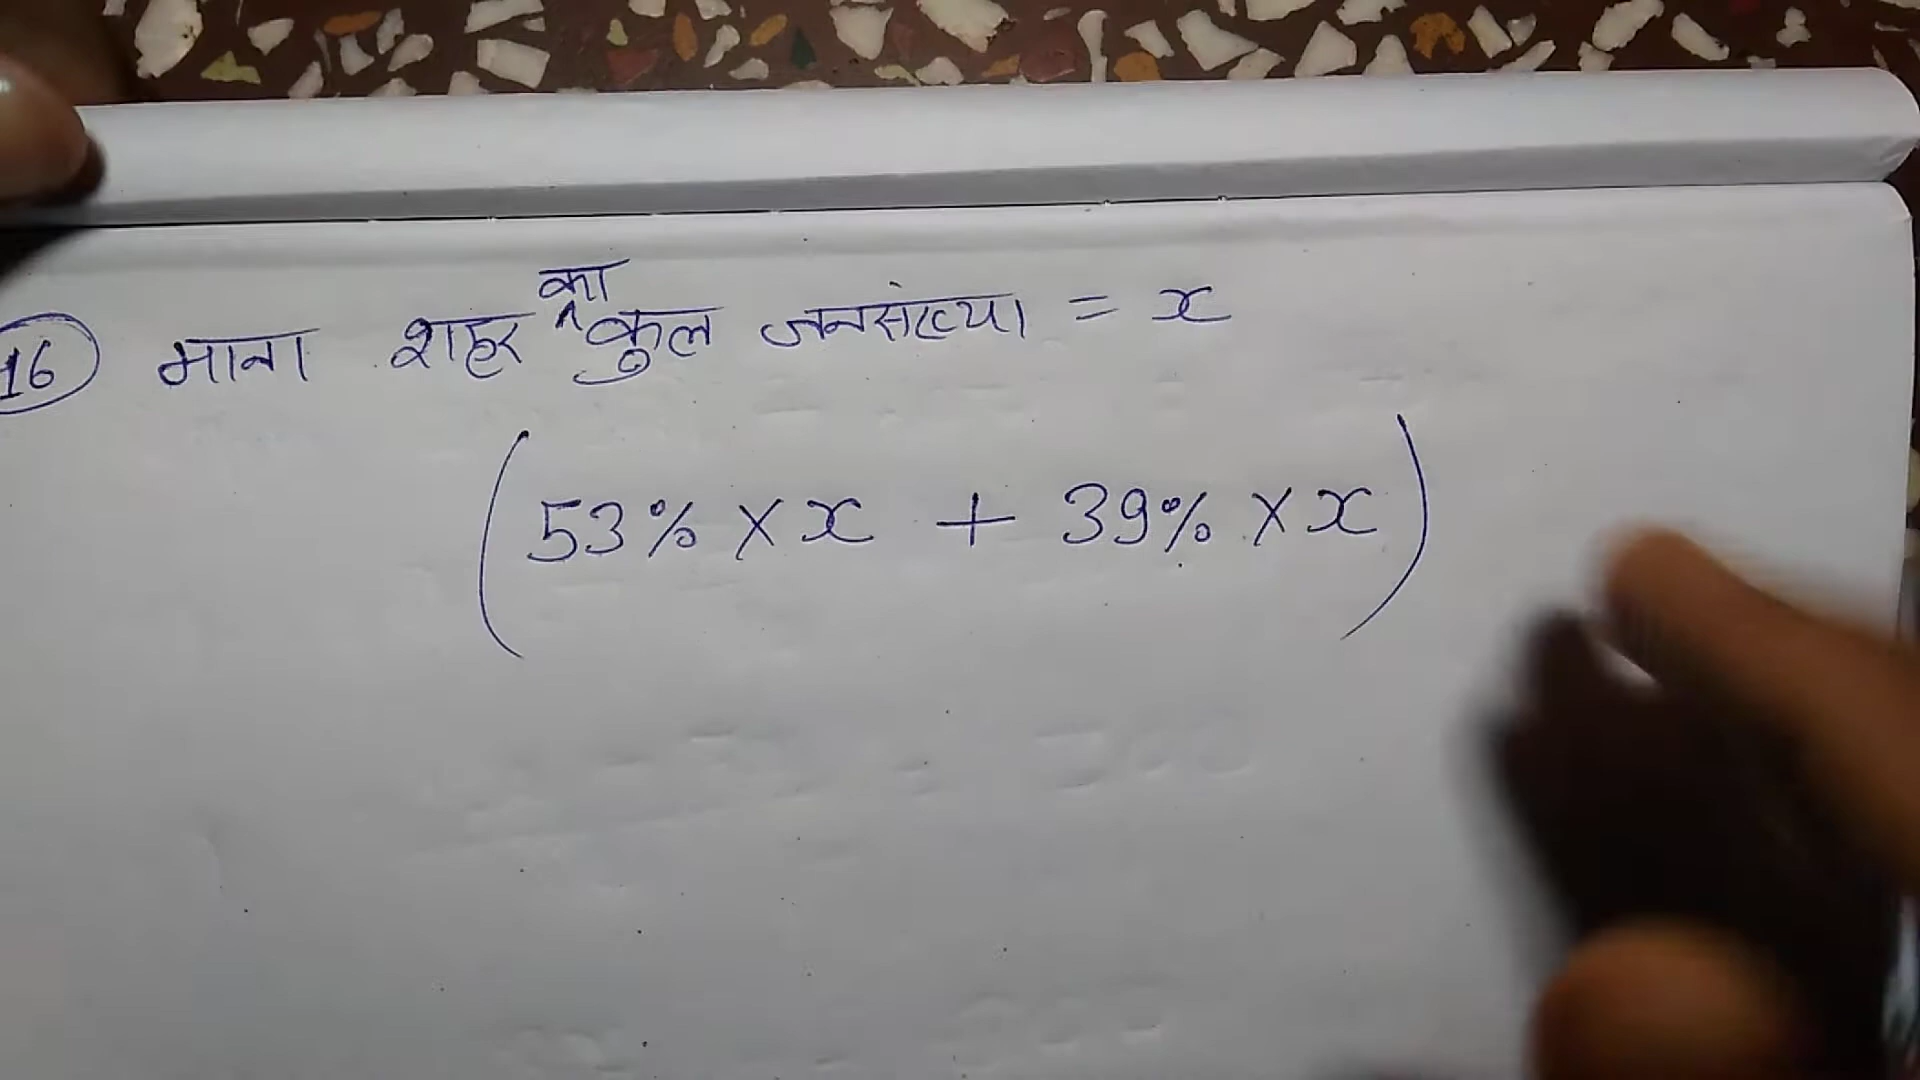 16 माना शहर का कुल जनसंख्या = x
(53% × x + 39% × x)